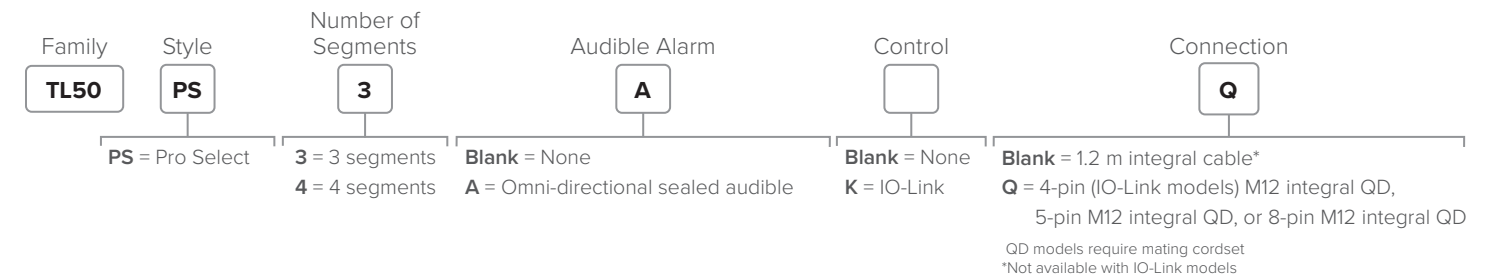 Family
Style
Number of
Segments
Audible Alarm
Control
Connection
TL50
PS
3
A
Q
PS = Pro Select
3 = 3 segments
4 = 4 segments
Blank = None
A = Omni-directional sealed audible
Blank = None
K = IO-Link
Blank = 1.2 m integral cable*
Q = 4-pin (IO-Link models) M12 integral QD,
5-pin M12 integral QD, or 8-pin M12 integral QD
QD models require mating cordset
*Not available with IO-Link models